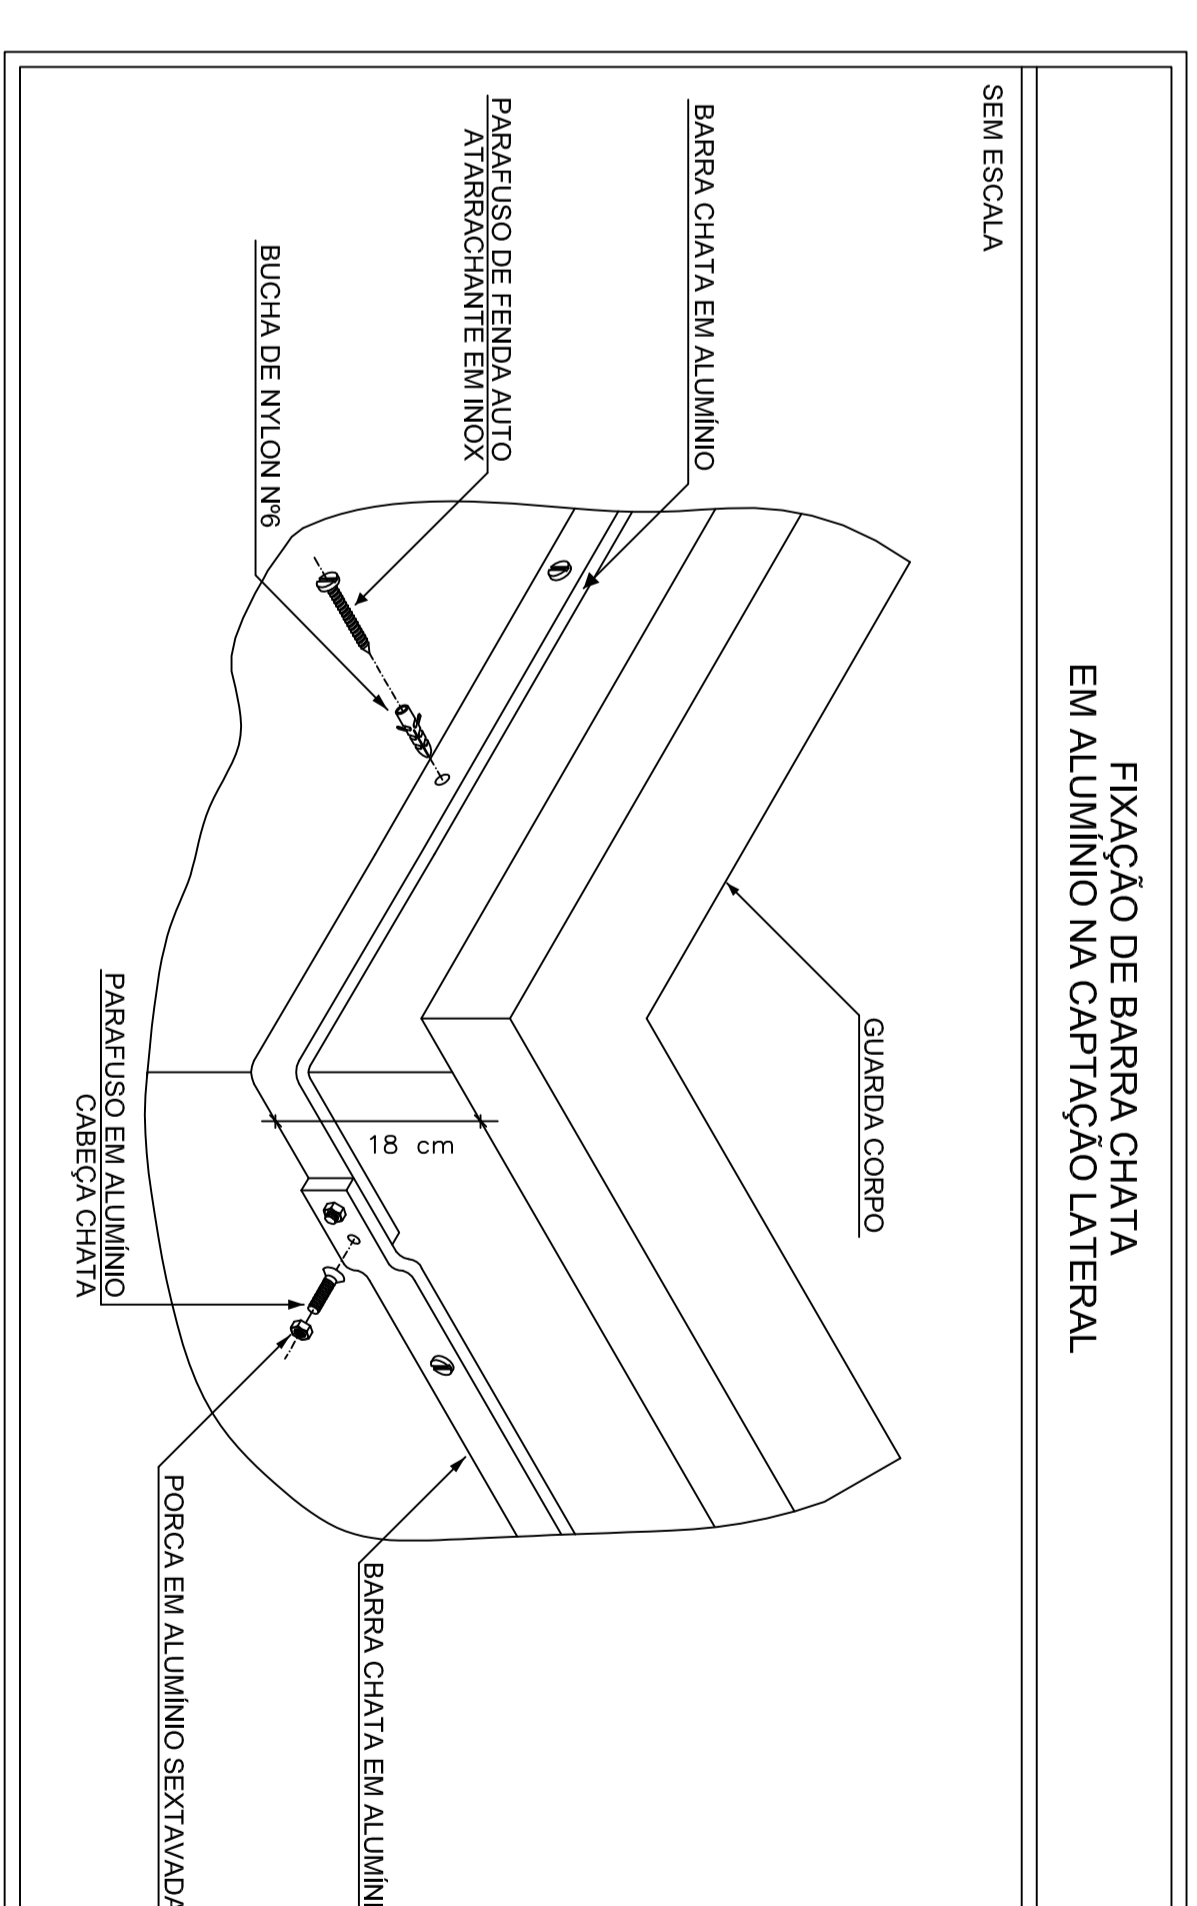 FIXAÇÃO DE BARRA CHATA
EM ALUMÍNIO NA CAPTAÇÃO LATERAL
SEM ESCALA
GUARDA CORPO
BARRA CHATA EM ALUMÍNIO
PARAFUSO DE FENDA AUTO
ATARRACHANTE EM INOX
BUCHA DE NYLON Nº6
18 cm
BARRA CHATA EM ALUMÍNI
PORCA EM ALUMÍNIO SEXTAVADA
PARAFUSO EM ALUMÍNIO
CABEÇA CHATA